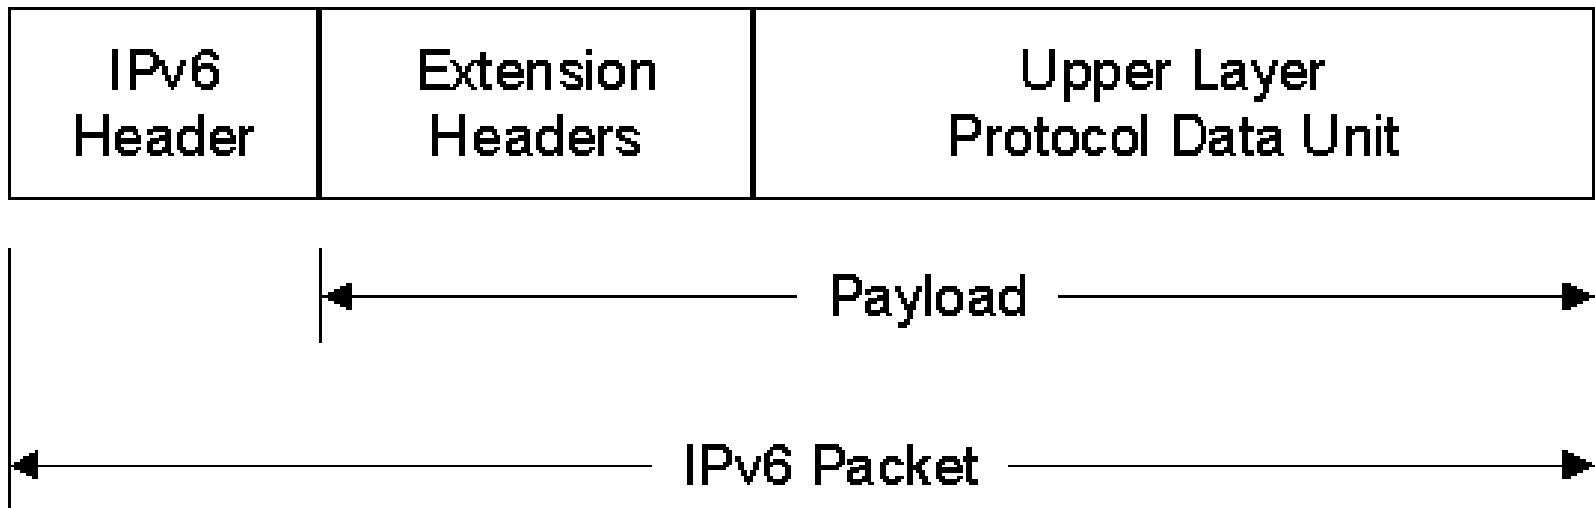 IPv6
Header
Extension
Headers
Upper Layer
Protocol Data Unit
Payload
IPv6 Packet